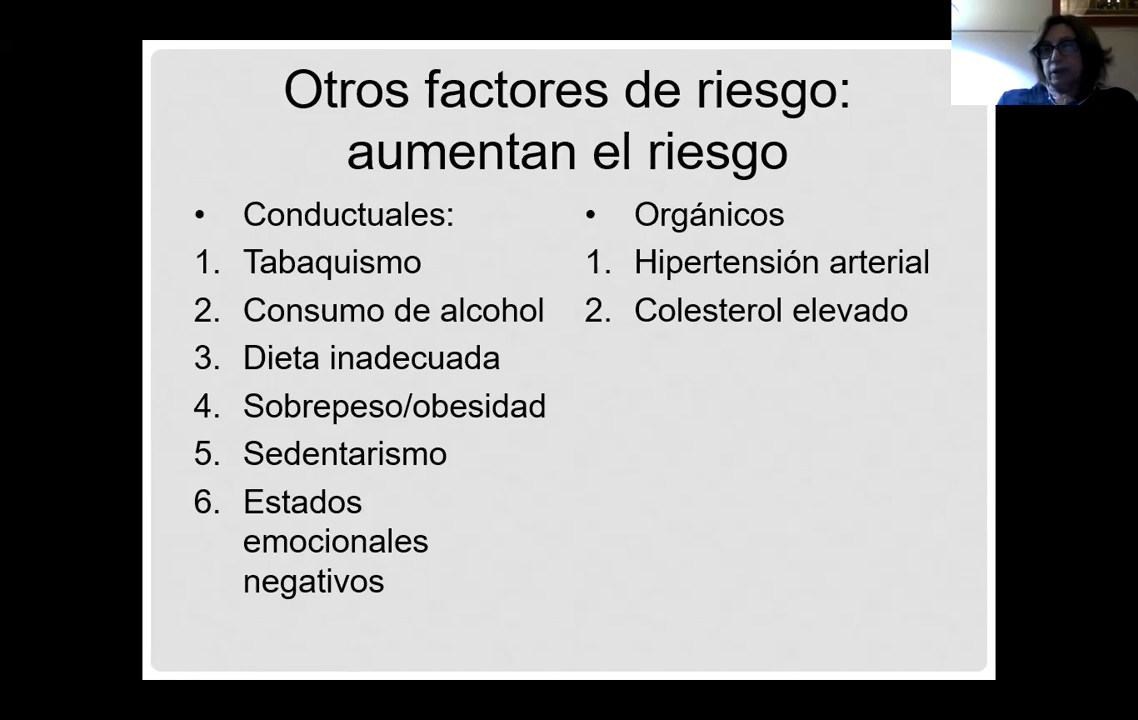 Otros factores de riesgo:
aumentan el riesgo
• Conductuales:
1. Tabaquismo
2. Consumo de alcohol
3. Dieta inadecuada
4. Sobrepeso/obesidad
5. Sedentarismo
6. Estados
emocionales
negativos
• Orgánicos
1. Hipertensión arterial
2. Colesterol elevado